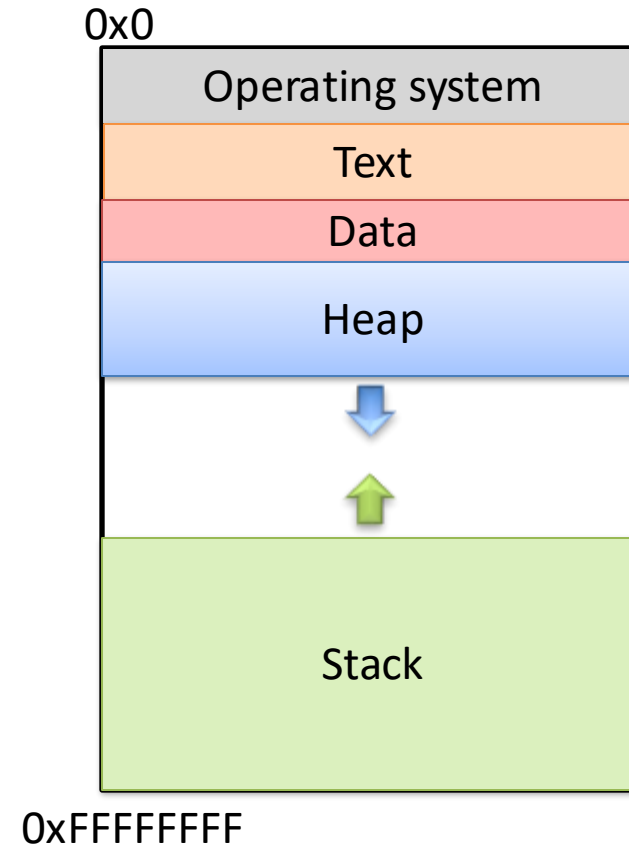 0x0
Operating system
Text
Data
Heap
Stack
0xFFFFFFFF